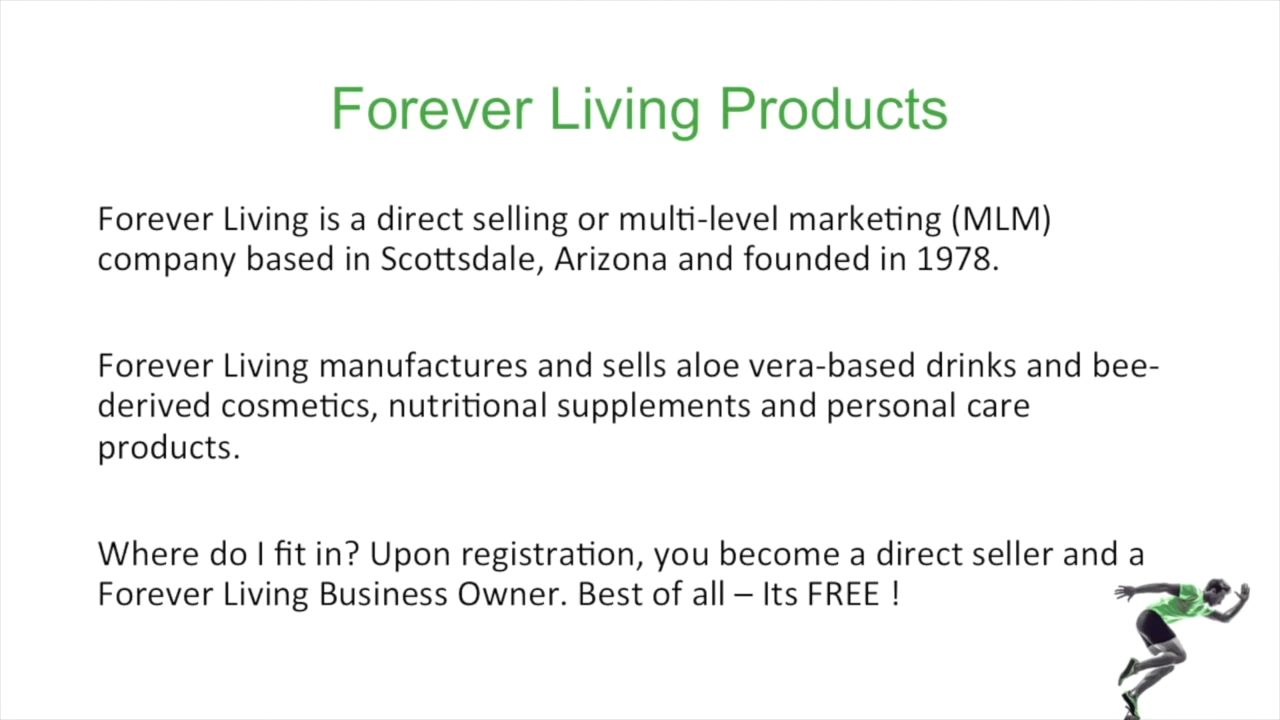 Forever Living Products
Forever Living is a direct selling or multi-level marketing (MLM)
company based in Scottsdale, Arizona and founded in 1978.
Forever Living manufactures and sells aloe vera-based drinks and bee-
derived cosmetics, nutritional supplements and personal care
products.
Where do I fit in? Upon registration, you become a direct seller and a
Forever Living Business Owner. Best of all – Its FREE !